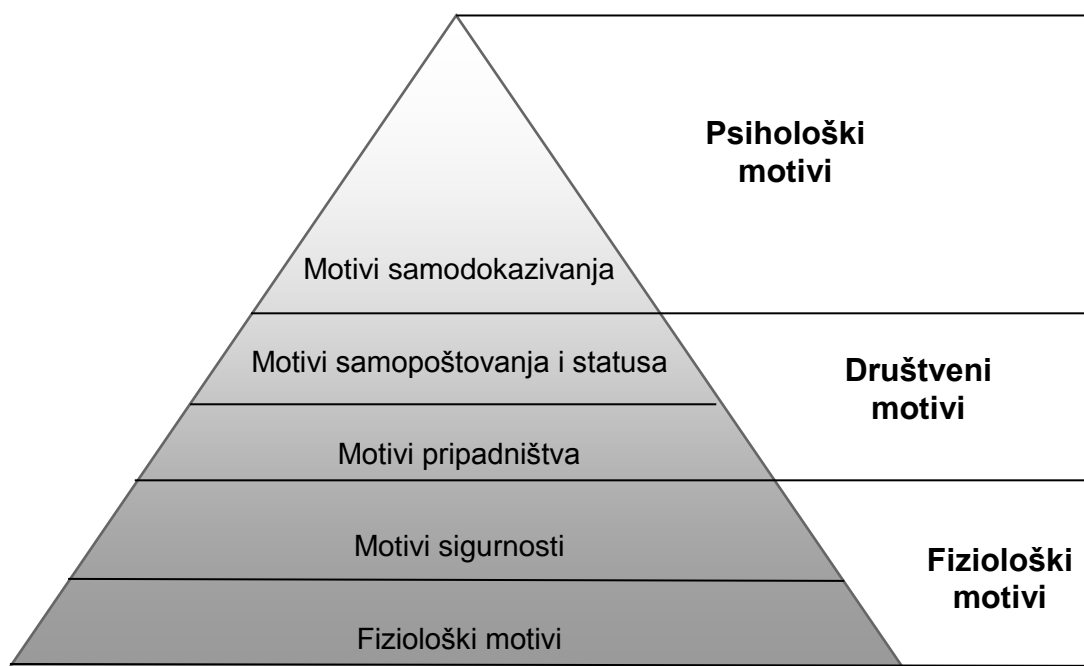 Psihološki
motivi
Motivi samodokazivanja
Motivi samopoštovanja i statusa
Društveni
motivi
Motivi pripadništva
Motivi sigurnosti
Fiziološki
motivi
Fiziološki motivi